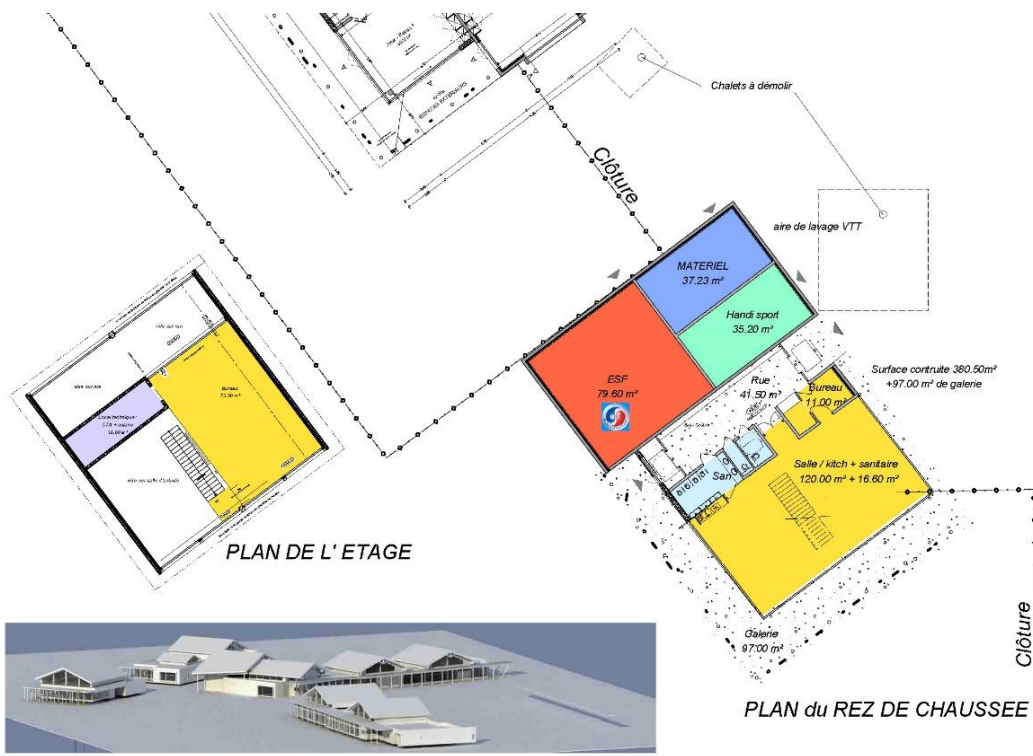 Chalets à démolir
Clôture
aire de lavage VTT
MATERIEL
37.23 m²
Handi sport
35.20 m²
ESF
79.60 m²
Rue
41.50 m²
Bureau
11.00 m²
Surface contruite 380.50m²
+97.00 m² de galerie
San
Salle / kitch + sanitaire
120.00 m² + 16.60 m²
Galerie
97.00 m²
Clôture
Bureau
PLAN DE L' ETAGE
PLAN du REZ DE CHAUSSEE